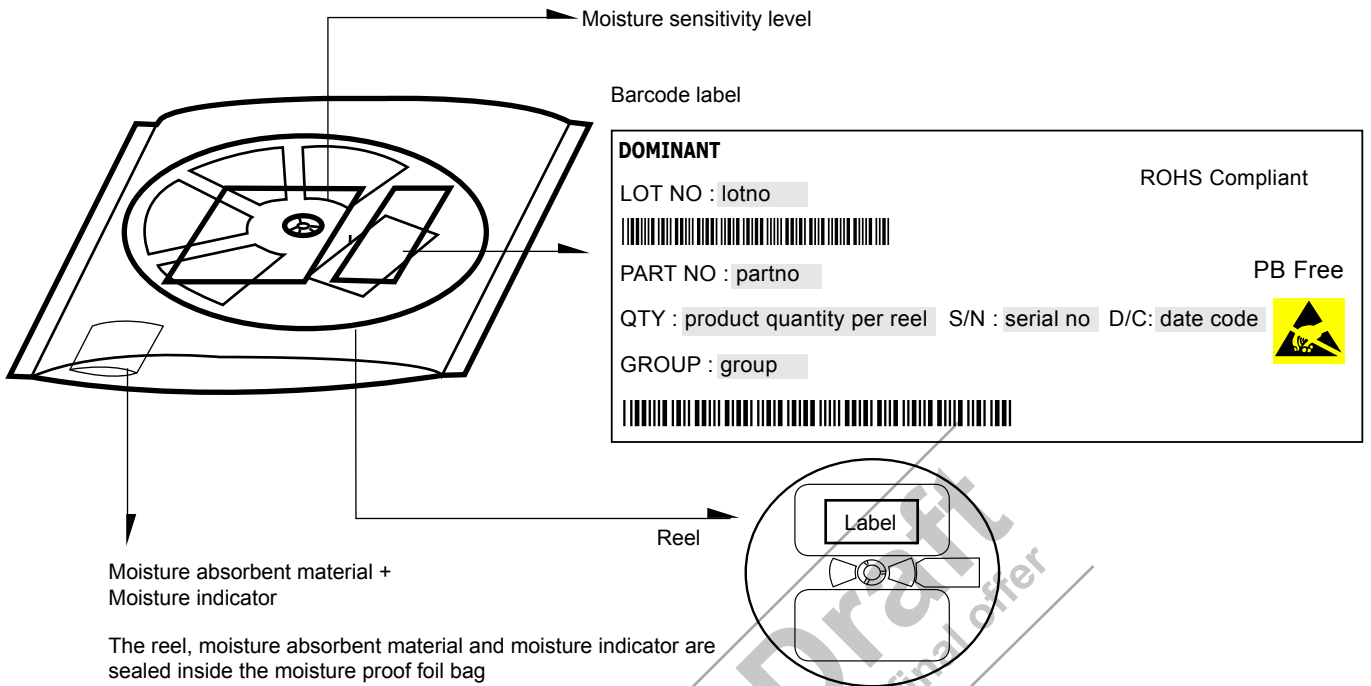 Moisture sensitivity level
Barcode label
DOMINANT
ROHS Compliant
LOT NO : lotno
PART NO : partno
PB Free
QTY : product quantity per reel S/N : serial no D/C: date code
GROUP : group
Label
Reel
Moisture absorbent material +
Moisture indicator
The reel, moisture absorbent material and moisture indicator are
sealed inside the moisture proof foil bag
Draft
final offer